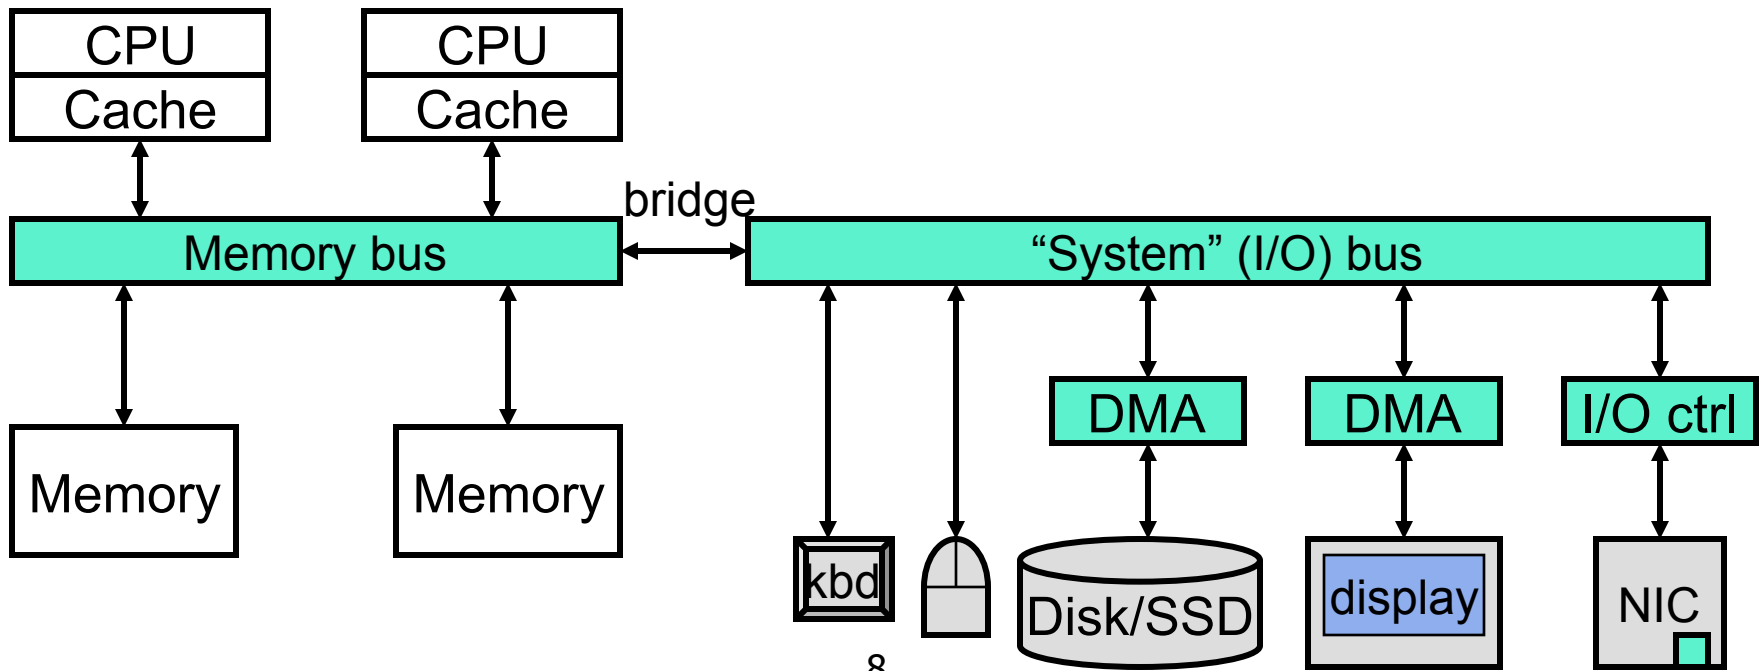 CPU
Cache
CPU
Cache
bridge
Memory bus
“System” (I/O) bus
DMA
DMA
I/O ctrl
Memory
Memory
kbd
Disk/SSD
display
NIC
8